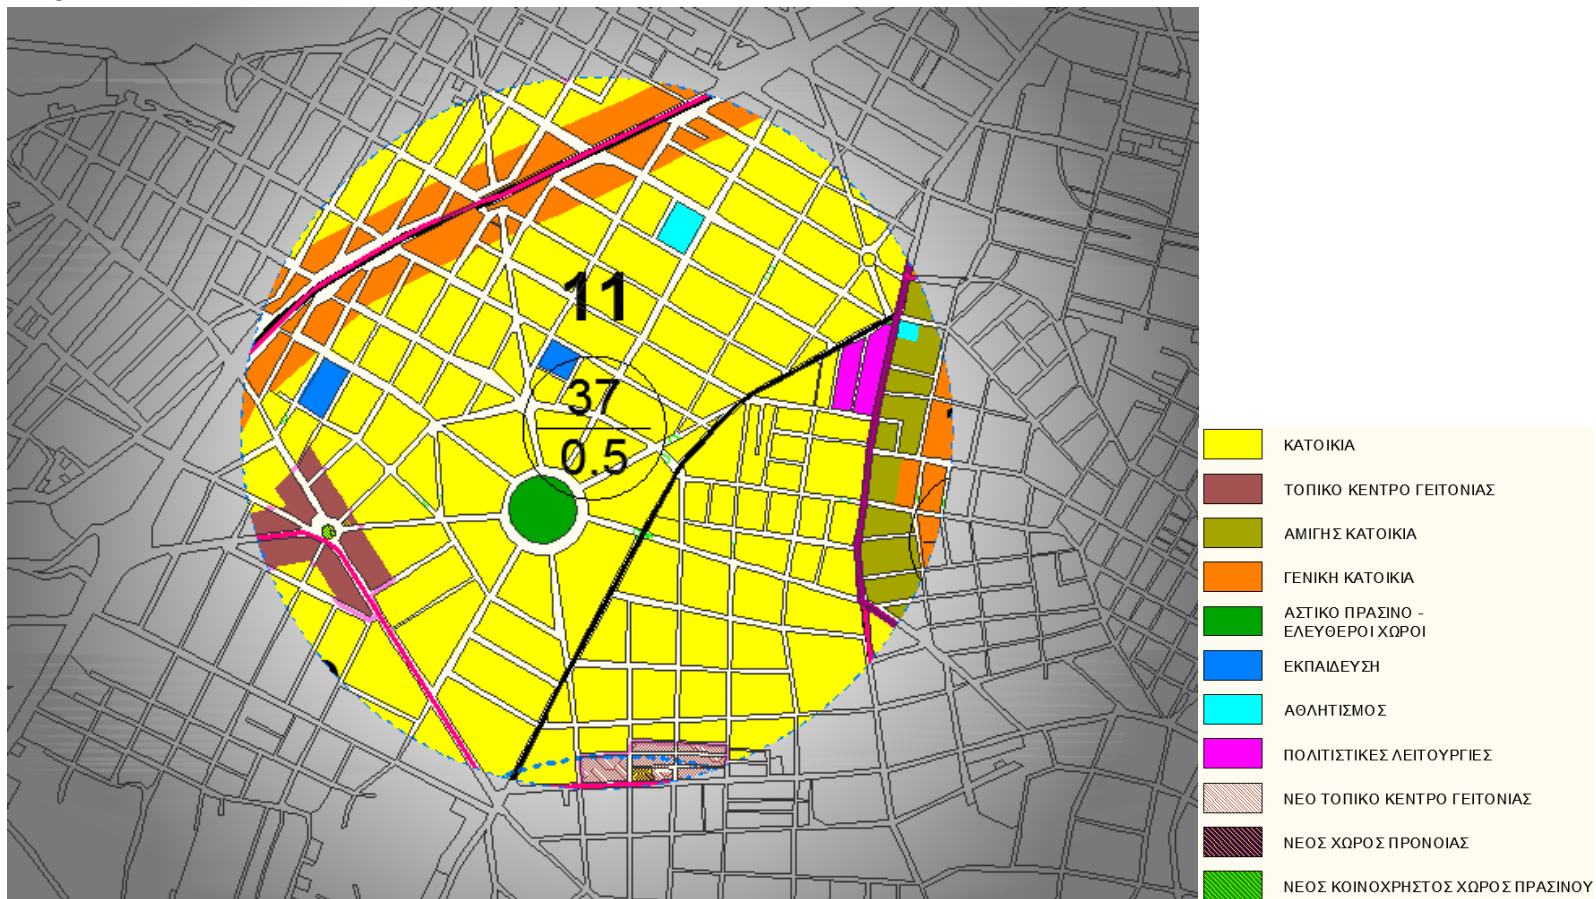 11
37
0.5
ΚΑΤΟΙΚΙΑ
ΤΟΠΙΚΟ ΚΕΝΤΡΟ ΓΕΙΤΟΝΙΑΣ
ΑΜΙΓΗΣ ΚΑΤΟΙΚΙΑ
ΓΕΝΙΚΗ ΚΑΤΟΙΚΙΑ
ΑΣΤΙΚΟ ΠΡΑΣΙΝΟ -
ΕΛΕΥΘΕΡΟΙ ΧΩΡΟΙ
ΕΚΠΑΙΔΕΥΣΗ
ΑΘΛΗΤΙΣΜΟΣ
ΠΟΛΙΤΙΣΤΙΚΕΣ ΛΕΙΤΟΥΡΓΙΕΣ
ΝΕΟ ΤΟΠΙΚΟ ΚΕΝΤΡΟ ΓΕΙΤΟΝΙΑΣ
ΝΕΟΣ ΧΩΡΟΣ ΠΡΟΝΟΙΑΣ
ΝΕΟΣ ΚΟΙΝΟΧΡΗΣΤΟΣ ΧΩΡΟΣ ΠΡΑΣΙΝΟΥ